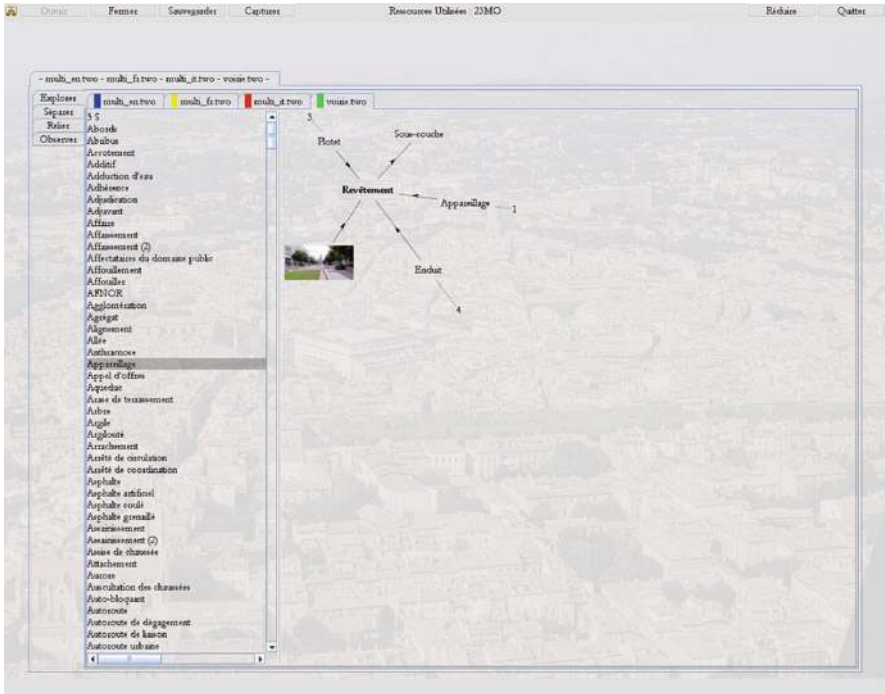 Ouvrir Fermer Sauvegarder Capturer Ressources Utilisées : 23MO Réduire Quitter
- multi_en.two - multi_fr.two - multi_it.two - voirie.two -
Explorer
Séparer
Relier
Observer
multi_en.two multi_fr.two multi_it.two voirie.two
3 S
Abords
Abribus
Accotement
Additif
Adduction d'eau
Adhérence
Adjudication
Adjuvant
Affaire
Affaissement
Affaissement (2)
Affectataires du domaine public
Affouillement
Affouiller
AFNOR
Agglomération
Agrégat
Alignement
Allée
Anthracnose
Appareillage
Appel d'offres
Aqueduc
Arase de terrassement
Arbre
Argile
Argilosité
Arrachement
Arrêté de circulation
Arrêté de coordination
Asphalte
Asphalte artificiel
Asphalte coulé
Asphalte grenaillé
Assainissement
Assainissement (2)
Assise de chaussée
Attachement
Aurore
Auscultation des chaussées
Auto-bloquant
Autoroute
Autoroute de dégagement
Autoroute de liaison
Autoroute urbaine
3
Plotet
Sous-couche
Revêtement
Appareillage
1
Enduit
4